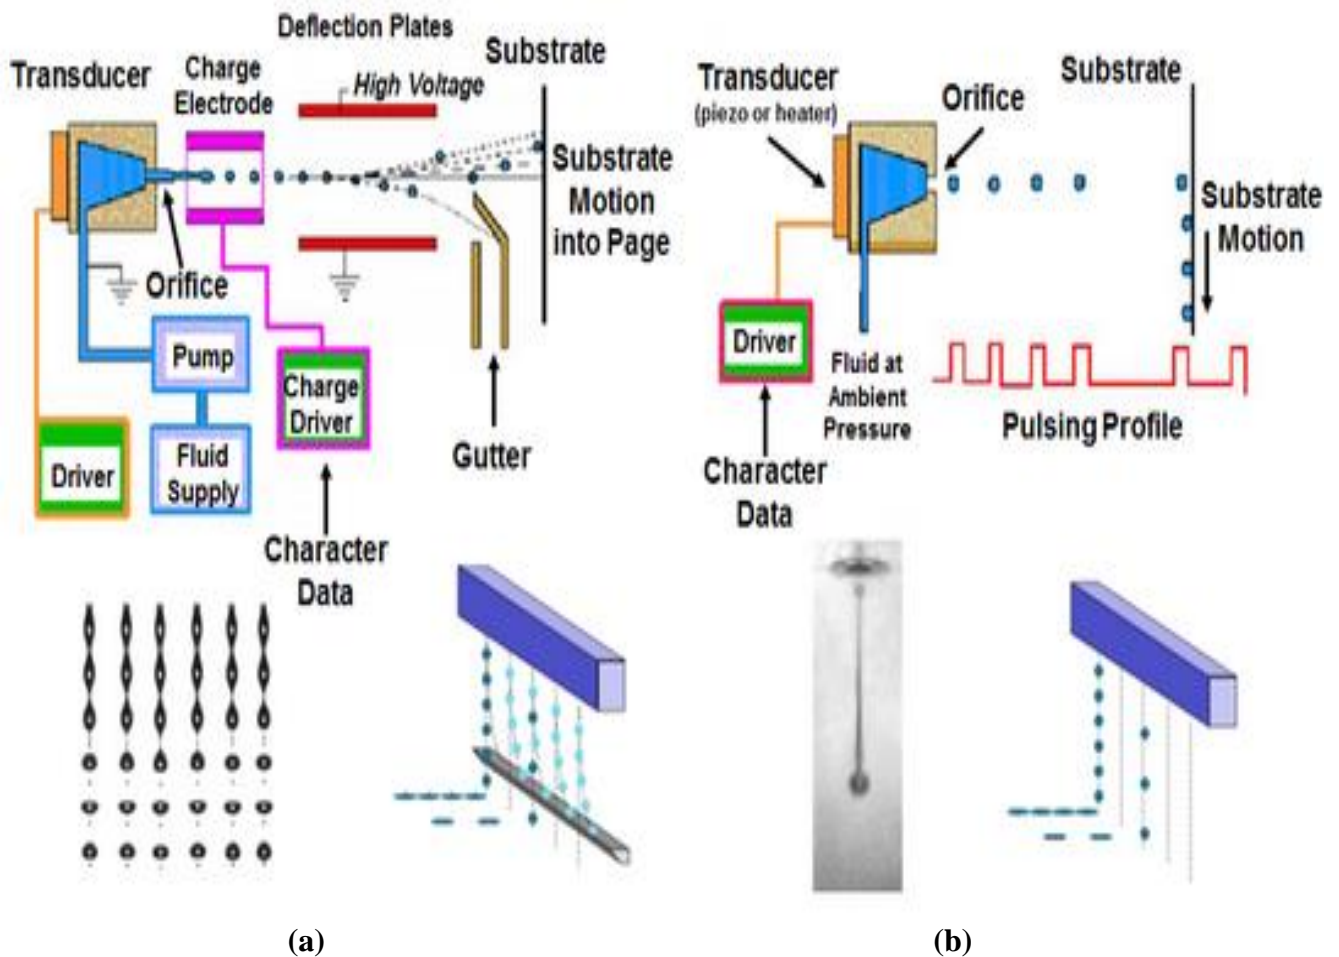 Deflection Plates
Substrate
Transducer
Charge
Electrode
High Voltage
Substrate
Motion
into Page
Orifice
Pump
Charge
Driver
Gutter
Driver
Fluid
Supply
Character
Data
(a)
Substrate
Transducer
(piezo or heater)
Orifice
Substrate
Motion
Driver
Fluid at
Ambient
Pressure
Pulsing Profile
Character
Data
(b)